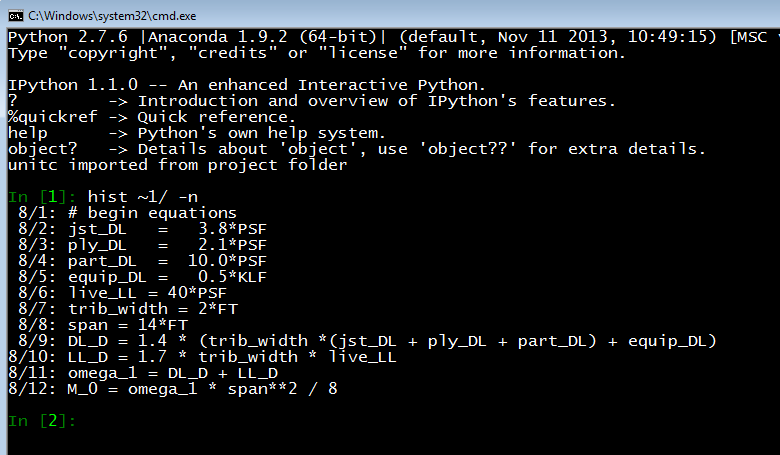 C:\Windows\system32\cmd.exe
Python 2.7.6 |Anaconda 1.9.2 (64-bit)| (default, Nov 11 2013, 10:49:15) [MSC
Type "copyright", "credits" or "license" for more information.
IPython 1.1.0 -- An enhanced Interactive Python.
?         -> Introduction and overview of IPython's features.
%quickref -> Quick reference.
help      -> Python's own help system.
object?   -> Details about 'object', use 'object??' for extra details.
unitc imported from project folder
In [1]: hist ~1/ -n
 8/1: # begin equations
 8/2: jst_DL   =   3.8*PSF
 8/3: ply_DL   =   2.1*PSF
 8/4: part_DL  =  10.0*PSF
 8/5: equip_DL =   0.5*KLF
 8/6: live_LL = 40*PSF
 8/7: trib_width = 2*FT
 8/8: span = 14*FT
 8/9: DL_D = 1.4 * (trib_width *(jst_DL + ply_DL + part_DL) + equip_DL)
8/10: LL_D = 1.7 * trib_width * live_LL
8/11: omega_1 = DL_D + LL_D
8/12: M_0 = omega_1 * span**2 / 8
In [2]: